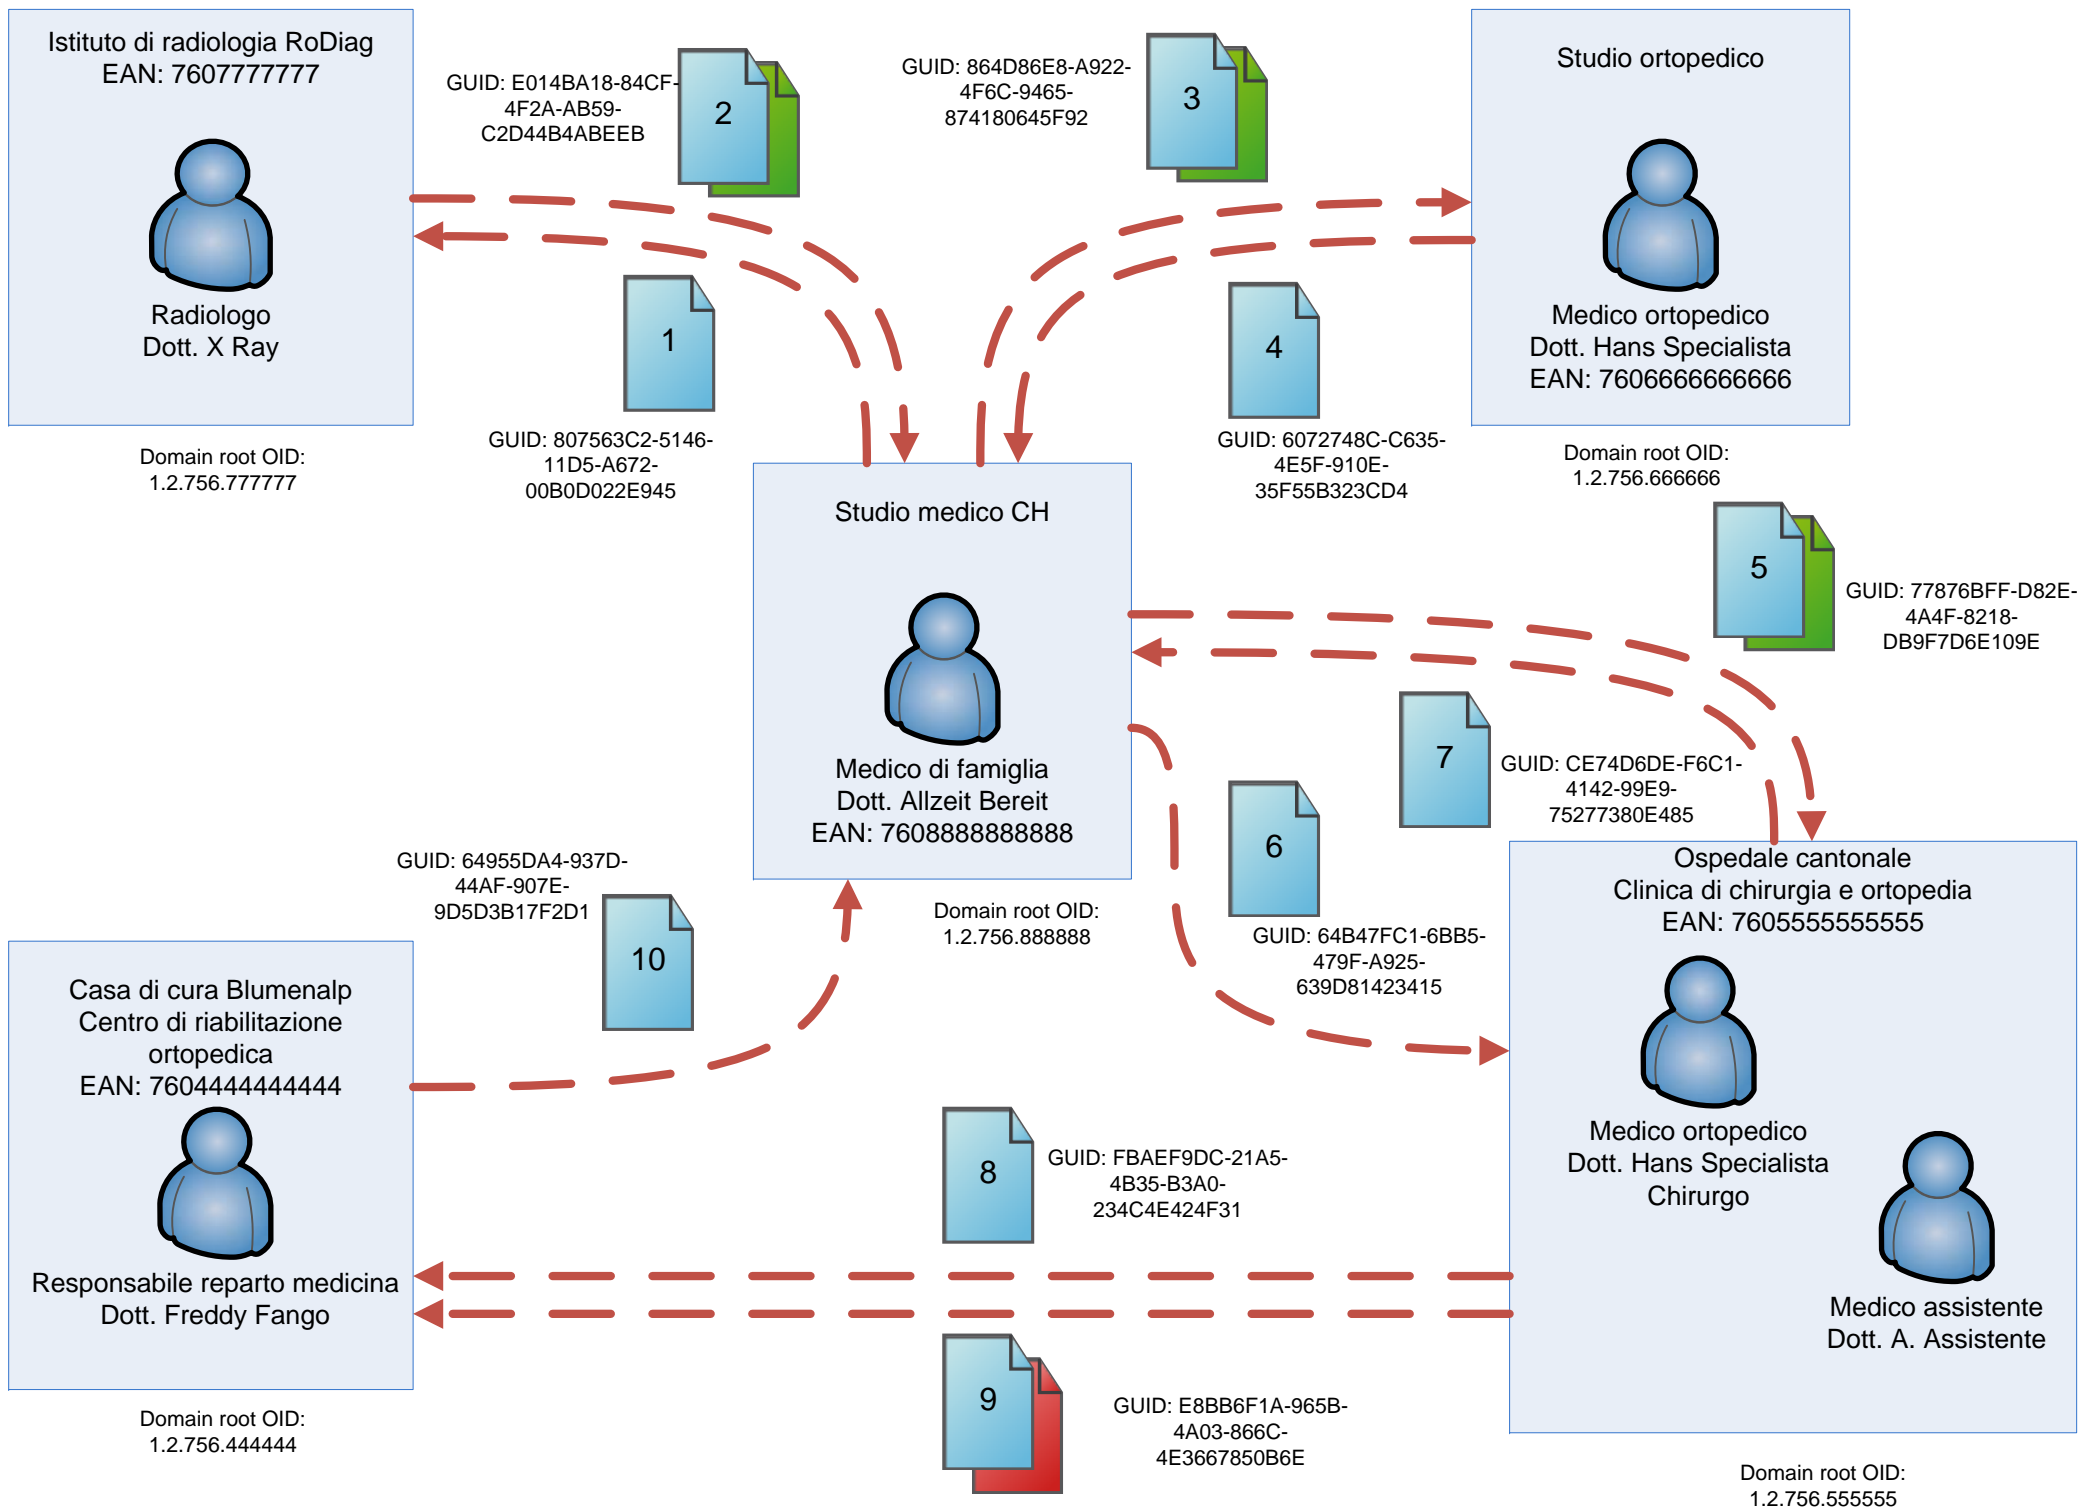 Istituto di radiologia RoDiag
EAN: 7607777777
Radiologo
Dott. X Ray
Domain root OID:
1.2.756.777777
GUID: E014BA18-84CF-
4F2A-AB59-
C2D44B4ABEEB
2
1
GUID: 807563C2-5146-
11D5-A672-
00B0D022E945
GUID: 864D86E8-A922-
4F6C-9465-
874180645F92
3
4
GUID: 6072748C-C635-
4E5F-910E-
35F55B323CD4
Studio ortopedico
Medico ortopedico
Dott. Hans Specialista
EAN: 7606666666666
Domain root OID:
1.2.756.666666
Studio medico CH
Medico di famiglia
Dott. Allzeit Bereit
EAN: 7608888888888
Domain root OID:
1.2.756.888888
5
GUID: 77876BFF-D82E-
4A4F-8218-
DB9F7D6E109E
7
GUID: CE74D6DE-F6C1-
4142-99E9-
75277380E485
6
GUID: 64B47FC1-6BB5-
479F-A925-
639D81423415
GUID: 64955DA4-937D-
44AF-907E-
9D5D3B17F2D1
10
Casa di cura Blumenalp
Centro di riabilitazione
ortopedica
EAN: 7604444444444
Responsabile reparto medicina
Dott. Freddy Fango
Domain root OID:
1.2.756.444444
8
GUID: FBAEF9DC-21A5-
4B35-B3A0-
234C4E424F31
9
GUID: E8BB6F1A-965B-
4A03-866C-
4E3667850B6E
Ospedale cantonale
Clinica di chirurgia e ortopedia
EAN: 7605555555555
Medico ortopedico
Dott. Hans Specialista
Chirurgo
Medico assistente
Dott. A. Assistente
Domain root OID:
1.2.756.555555